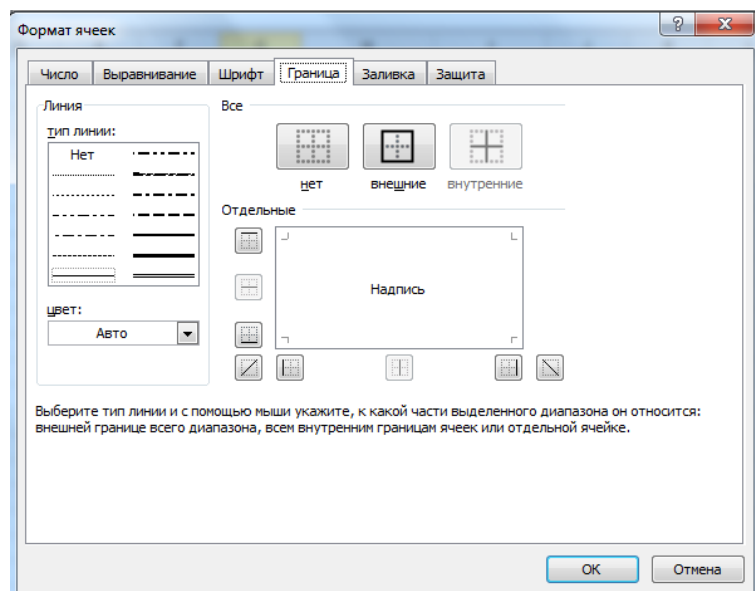 Формат ячеек
Число Выравнивание Шрифт Граница Заливка Защита
Линия
тип линии:
Нет
цвет:
Авто
Все
нет внешние внутренние
Отдельные
Надпись
Выберите тип линии и с помощью мыши укажите, к какой части выделенного диапазона он относится:
внешней границе всего диапазона, всем внутренним границам ячеек или отдельной ячейке.
ОК Отмена